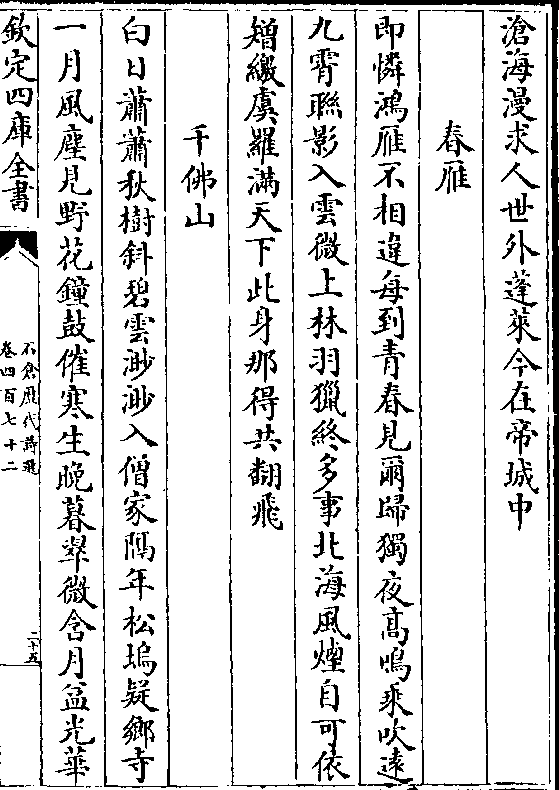 滄海漫求人世外蓬萊今在帝城中
春雁
即憐鴻雁不相違每到青春見爾歸獨夜髙鳴乘吹逺
九霄聯影入雲微上林羽獵終多事北海風煙自可依
矰繳虞羅滿天下此身那得共翻飛
千佛山
白日蕭蕭秋樹斜碧雲渺渺入僧家隔年松塢疑鄉寺
一月風塵見野花鐘鼓催寒生晚暮翠微含月益光華
欽定四庫全書
石倉歴代詩選
卷四百七十二
二十五